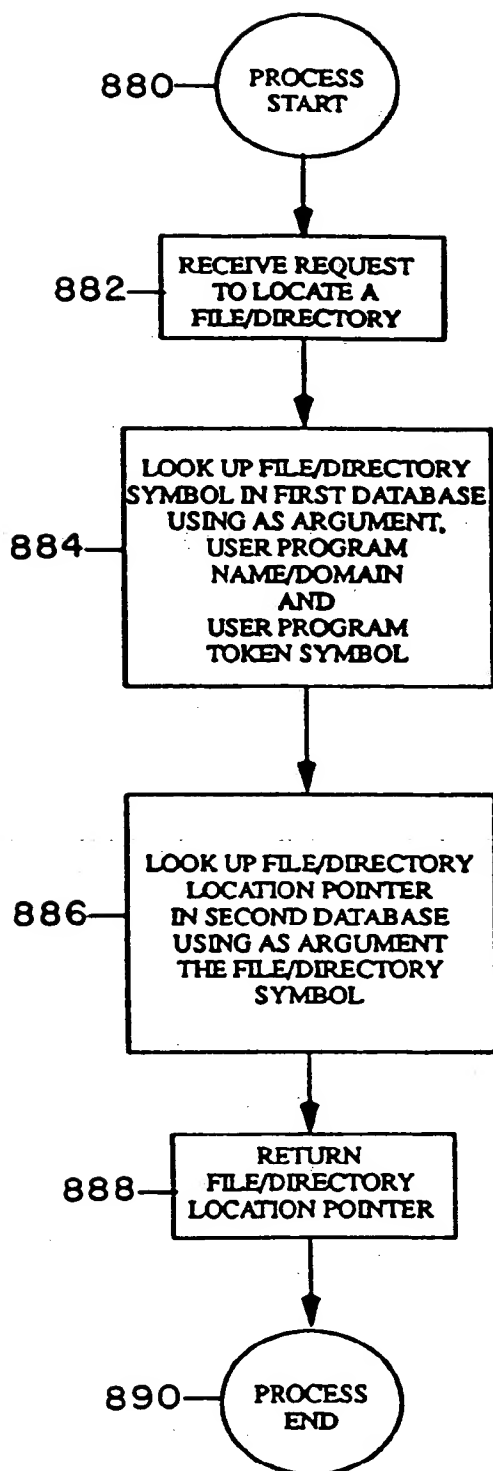 880
PROCESS
START
882
RECEIVE REQUEST
TO LOCATE A
FILE/DIRECTORY
884
LOOK UP FILE/DIRECTORY
SYMBOL IN FIRST DATABASE
USING AS ARGUMENT,
USER PROGRAM
NAME/DOMAIN
AND
USER PROGRAM
TOKEN SYMBOL
886
LOOK UP FILE/DIRECTORY
LOCATION POINTER
IN SECOND DATABASE
USING AS ARGUMENT
THE FILE/DIRECTORY
SYMBOL
888
RETURN
FILE/DIRECTORY
LOCATION POINTER
890
PROCESS
END